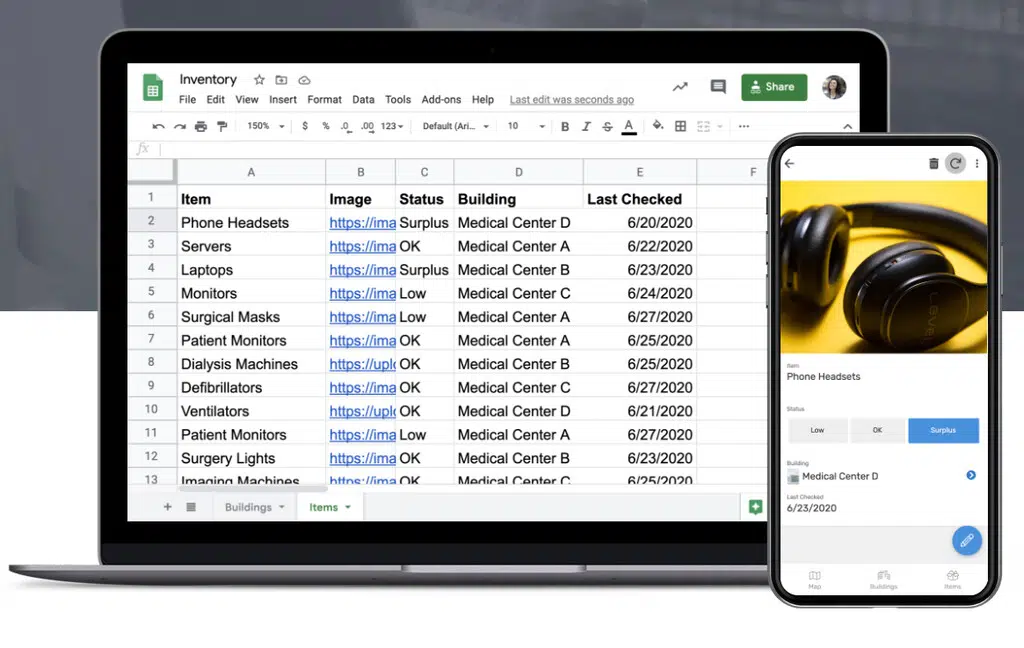 Inventory
File Edit View Insert Format Data Tools Add-ons Help Last edit was seconds ago
Share
150% $ % .0 .00 123 Default (Ari... 10 B I S A
fx
A B C D E F
1 Item Image Status Building Last Checked
2 Phone Headsets https://ima Surplus Medical Center D 6/20/2020
3 Servers https://ima OK Medical Center A 6/22/2020
4 Laptops https://ima Surplus Medical Center B 6/23/2020
5 Monitors https://ima Low Medical Center C 6/24/2020
6 Surgical Masks https://ima Low Medical Center A 6/27/2020
7 Patient Monitors https://ima OK Medical Center A 6/25/2020
8 Dialysis Machines https://uplo OK Medical Center B 6/25/2020
9 Defibrillators https://ima OK Medical Center C 6/27/2020
10 Ventilators https://uplo OK Medical Center D 6/21/2020
11 Patient Monitors https://ima Low Medical Center A 6/27/2020
12 Surgery Lights https://ima OK Medical Center B 6/23/2020
13 Imaging Machines https://ima OK Medical Center C 6/25/2020
Buildings Items
Item
Phone Headsets
Status
Low OK Surplus
Building
Medical Center D
Last Checked
6/23/2020
Map Buildings Items